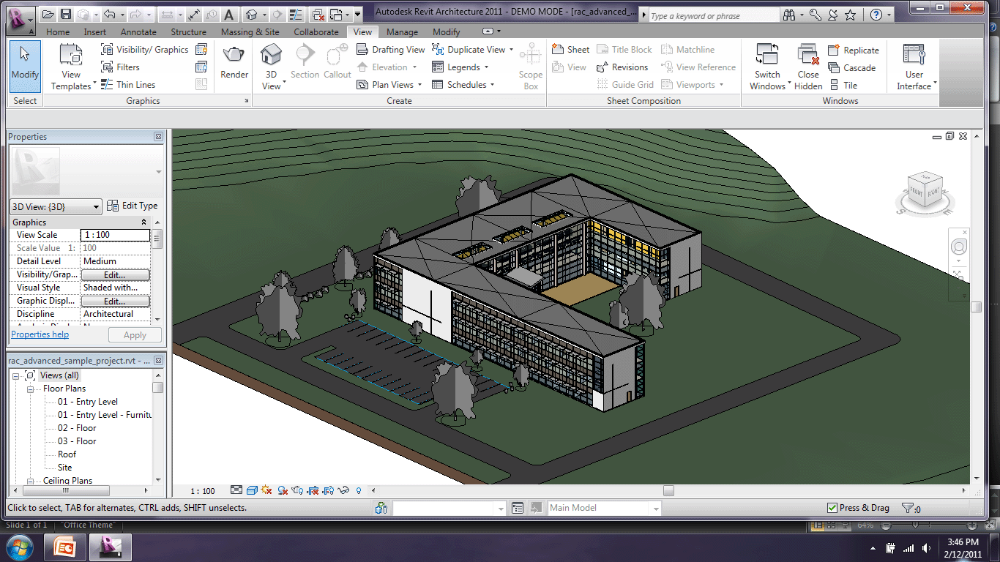 Autodesk Revit Architecture 2011 - DEMO MODE - [rac_advanced_...
Type a keyword or phrase
Home Insert Annotate Structure Massing & Site Collaborate View Manage Modify
Modify
Select
View Templates
Visibility/ Graphics
Filters
Thin Lines
Graphics
Render
3D View
Section
Callout
Drafting View
Elevation
Plan Views
Duplicate View
Legends
Schedules
Scope Box
Create
Sheet
View
Title Block
Revisions
Guide Grid
Matchline
View Reference
Viewports
Sheet Composition
Switch Windows
Close Hidden
Replicate
Cascade
Tile
Windows
User Interface
Properties
3D View: {3D}
Edit Type
Graphics
View Scale 1 : 100
Scale Value 1: 100
Detail Level Medium
Visibility/Grap... Edit...
Visual Style Shaded with...
Graphic Displ... Edit...
Discipline Architectural
Properties help
Apply
rac_advanced_sample_project.rvt - ...
Views (all)
Floor Plans
01 - Entry Level
01 - Entry Level - Furnitu
02 - Floor
03 - Floor
Roof
Site
Ceiling Plans
FRONT RIGHT
S E
1 : 100
Click to select, TAB for alternates, CTRL adds, SHIFT unselects.
Main Model
Press & Drag
:0
Slide 1 of 1 "Office Theme"
64%
3:46 PM
2/12/2011